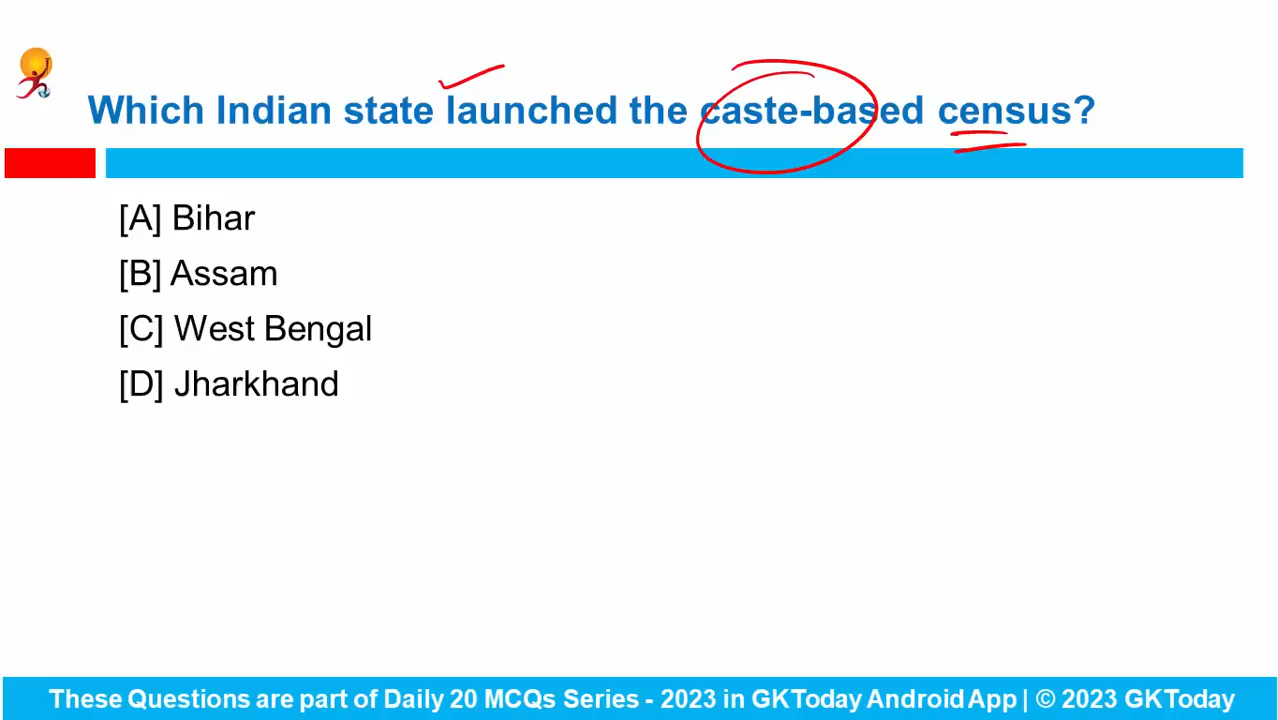 Which Indian state launched the caste-based census?
[A] Bihar
[B] Assam
[C] West Bengal
[D] Jharkhand
These Questions are part of Daily 20 MCQs Series - 2023 in GKToday Android App | © 2023 GKToday